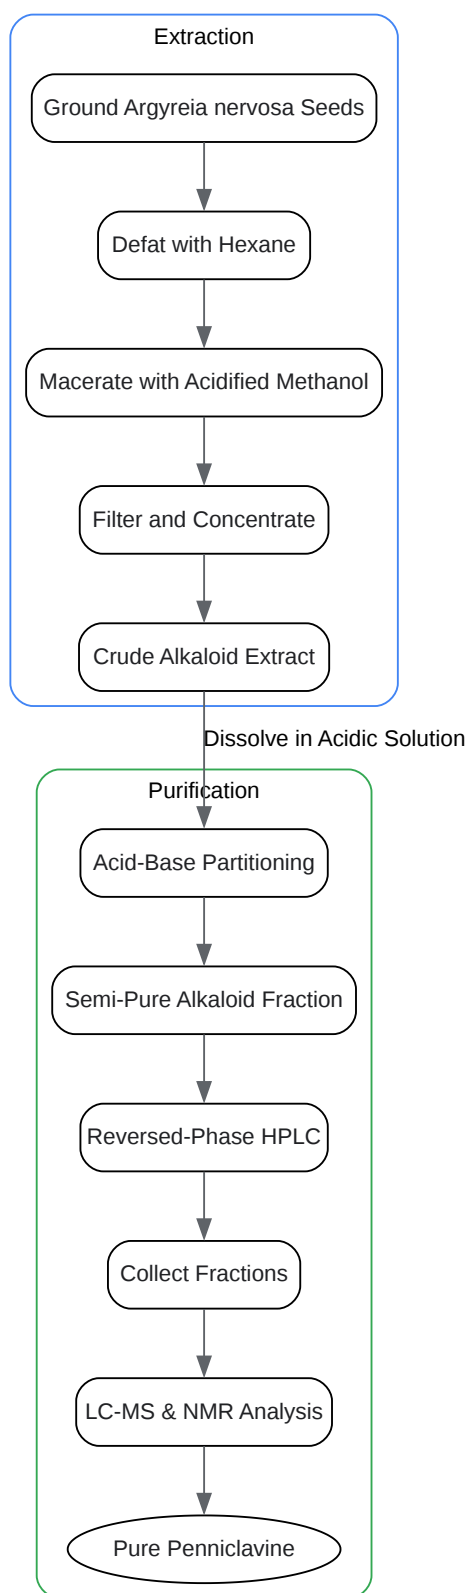 Extraction
Ground Argyreia nervosa Seeds
Defat with Hexane
Macerate with Acidified Methanol
Filter and Concentrate
Crude Alkaloid Extract
Dissolve in Acidic Solution
Purification
Acid-Base Partitioning
Semi-Pure Alkaloid Fraction
Reversed-Phase HPLC
Collect Fractions
LC-MS & NMR Analysis
Pure Penniclavine